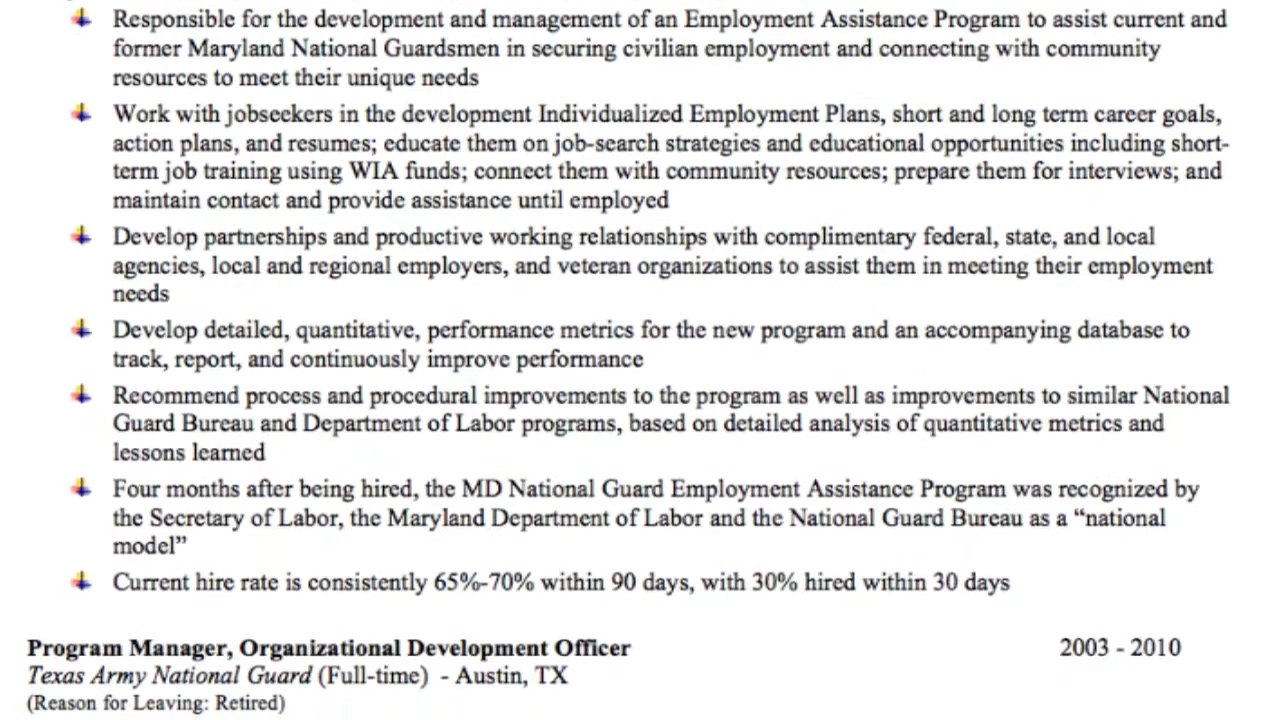 Responsible for the development and management of an Employment Assistance Program to assist current and
former Maryland National Guardsmen in securing civilian employment and connecting with community
resources to meet their unique needs
Work with jobseekers in the development Individualized Employment Plans, short and long term career goals,
action plans, and resumes; educate them on job-search strategies and educational opportunities including short-
term job training using WIA funds; connect them with community resources; prepare them for interviews; and
maintain contact and provide assistance until employed
Develop partnerships and productive working relationships with complimentary federal, state, and local
agencies, local and regional employers, and veteran organizations to assist them in meeting their employment
needs
Develop detailed, quantitative, performance metrics for the new program and an accompanying database to
track, report, and continuously improve performance
Recommend process and procedural improvements to the program as well as improvements to similar National
Guard Bureau and Department of Labor programs, based on detailed analysis of quantitative metrics and
lessons learned
Four months after being hired, the MD National Guard Employment Assistance Program was recognized by
the Secretary of Labor, the Maryland Department of Labor and the National Guard Bureau as a “national
model”
Current hire rate is consistently 65%-70% within 90 days, with 30% hired within 30 days
Program Manager, Organizational Development Officer 2003 - 2010
Texas Army National Guard (Full-time) - Austin, TX
(Reason for Leaving: Retired)